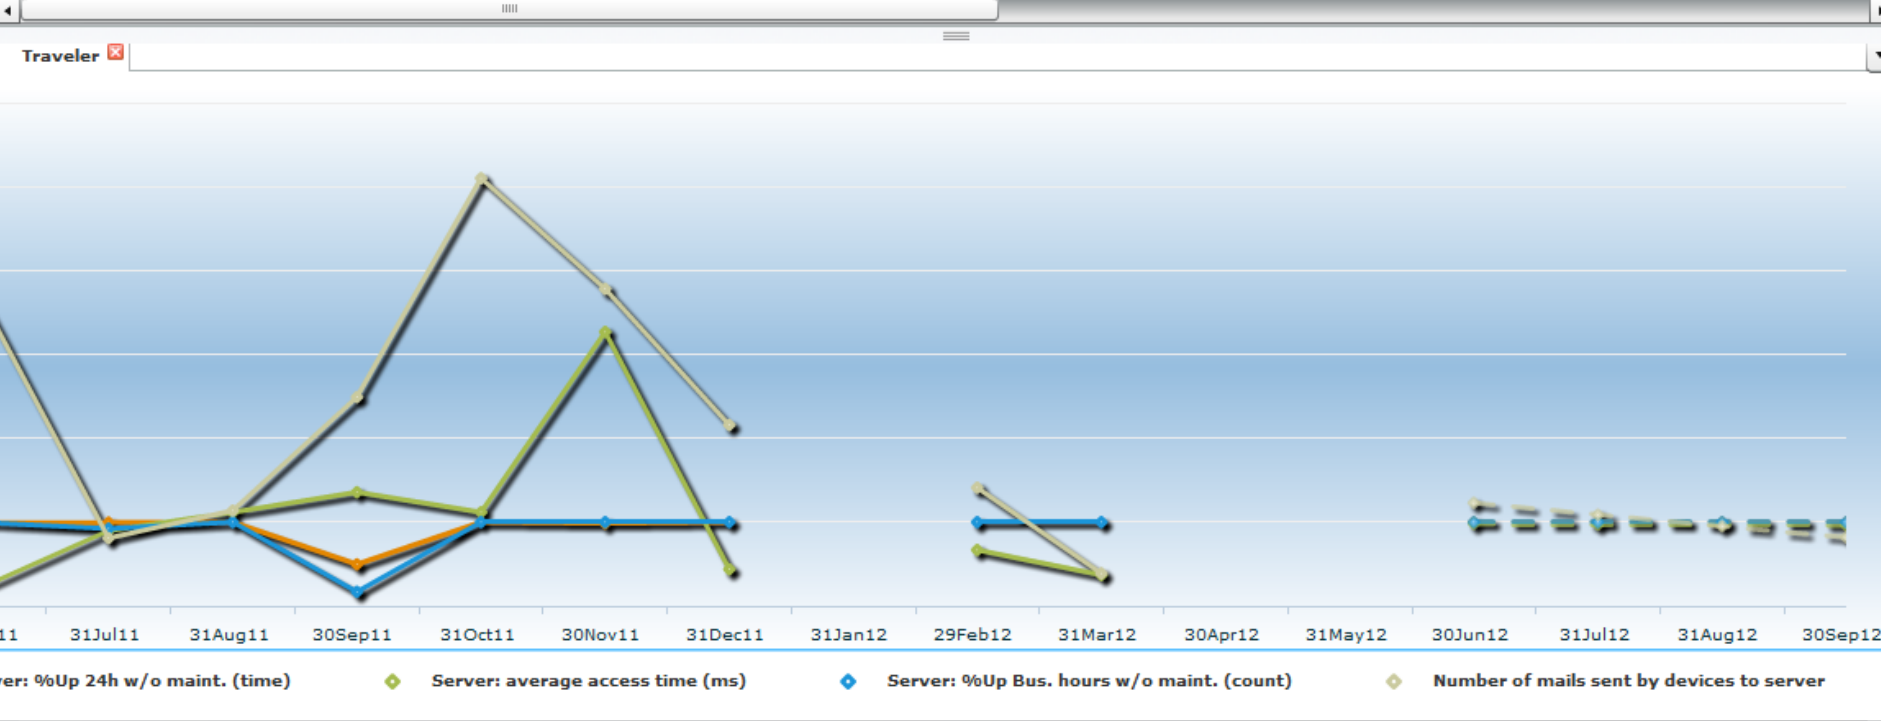 Traveler
11 31Jul11 31Aug11 30Sep11 31Oct11 30Nov11 31Dec11 31Jan12 29Feb12 31Mar12 30Apr12 31May12 30Jun12 31Jul12 31Aug12 30Sep12
er: %Up 24h w/o maint. (time) Server: average access time (ms) Server: %Up Bus. hours w/o maint. (count) Number of mails sent by devices to server